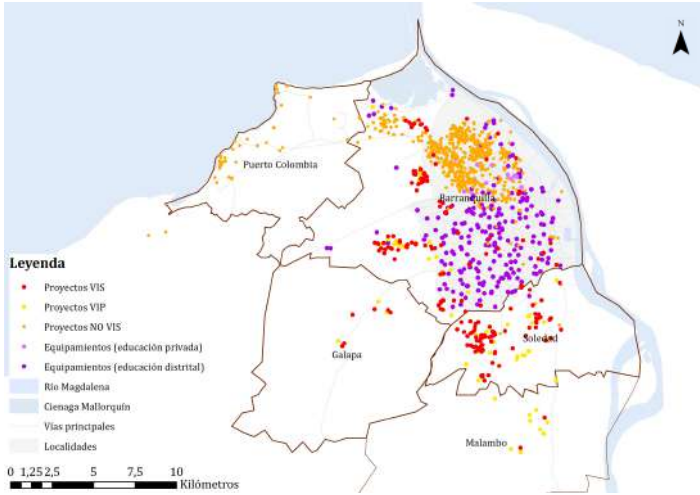 N
Puerto Colombia
Barranquilla
Leyenda
Proyectos VIS
Proyectos VIP
Proyectos NO VIS
Equipamientos (educación privada)
Equipamientos (educación distrital)
Río Magdalena
Cienaga Mallorquín
Vías principales
Localidades
Galapa
Soledad
Malambo
0 1,25 2,5 5 7,5 10
Kilómetros